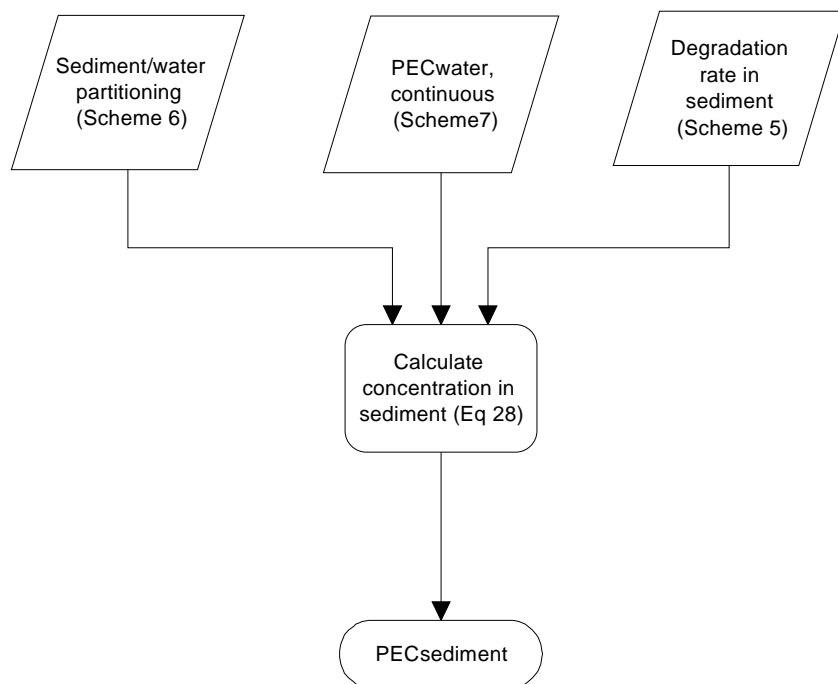 Sediment/water
partitioning
(Scheme 6)
PECwater,
continuous
(Scheme7)
Degradation
rate in
sediment
(Scheme 5)
Calculate
concentration in
sediment (Eq 28)
PECsediment